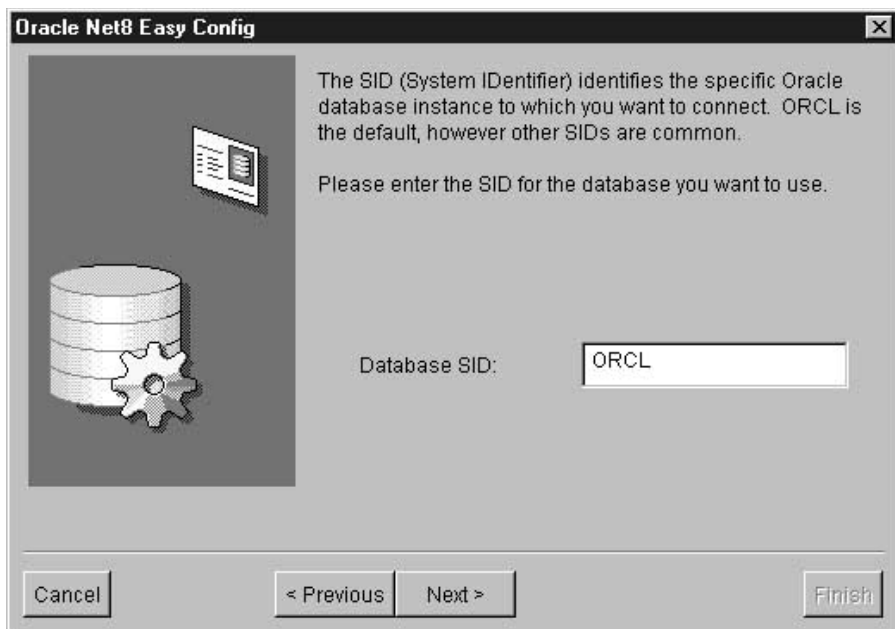 Oracle Net8 Easy Config
The SID (System IDentifier) identifies the specific Oracle
database instance to which you want to connect.  ORCL is
the default, however other SIDs are common.
Please enter the SID for the database you want to use.
Database SID:
ORCL
Cancel
< Previous
Next >
Finish